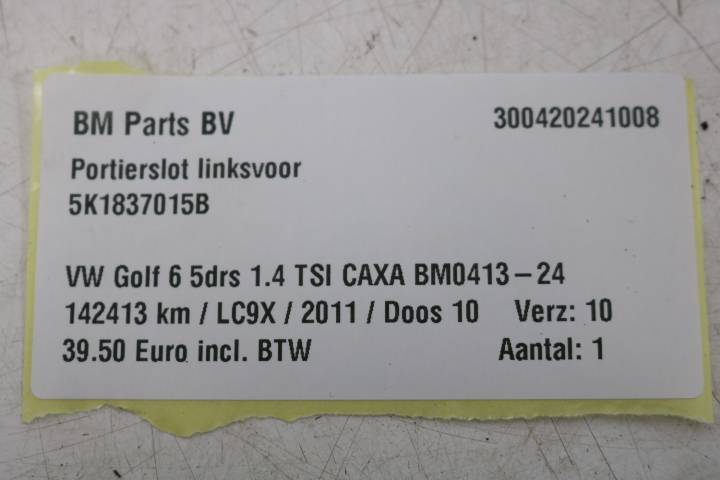 BM Parts BV 300420241008
Portierslot linksvoor
5K1837015B
VW Golf 6 5drs 1.4 TSI CAXA BM0413-24
142413 km / LC9X / 2011 / Doos 10 Verz: 10
39.50 Euro incl. BTW Aantal: 1